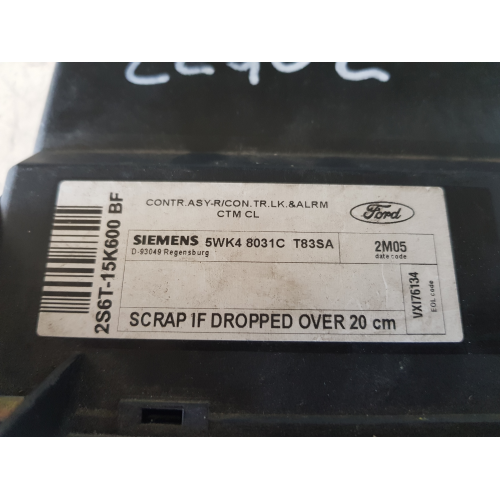 CONTR.ASY-R/CON.TR.LK.&ALRM
CTM CL
Ford
SIEMENS 5WK4 8031C T83SA
D-93049 Regensburg
2M05
date code
2S6T-15K600 BF
VXI76134
EOL code
SCRAP IF DROPPED OVER 20 cm